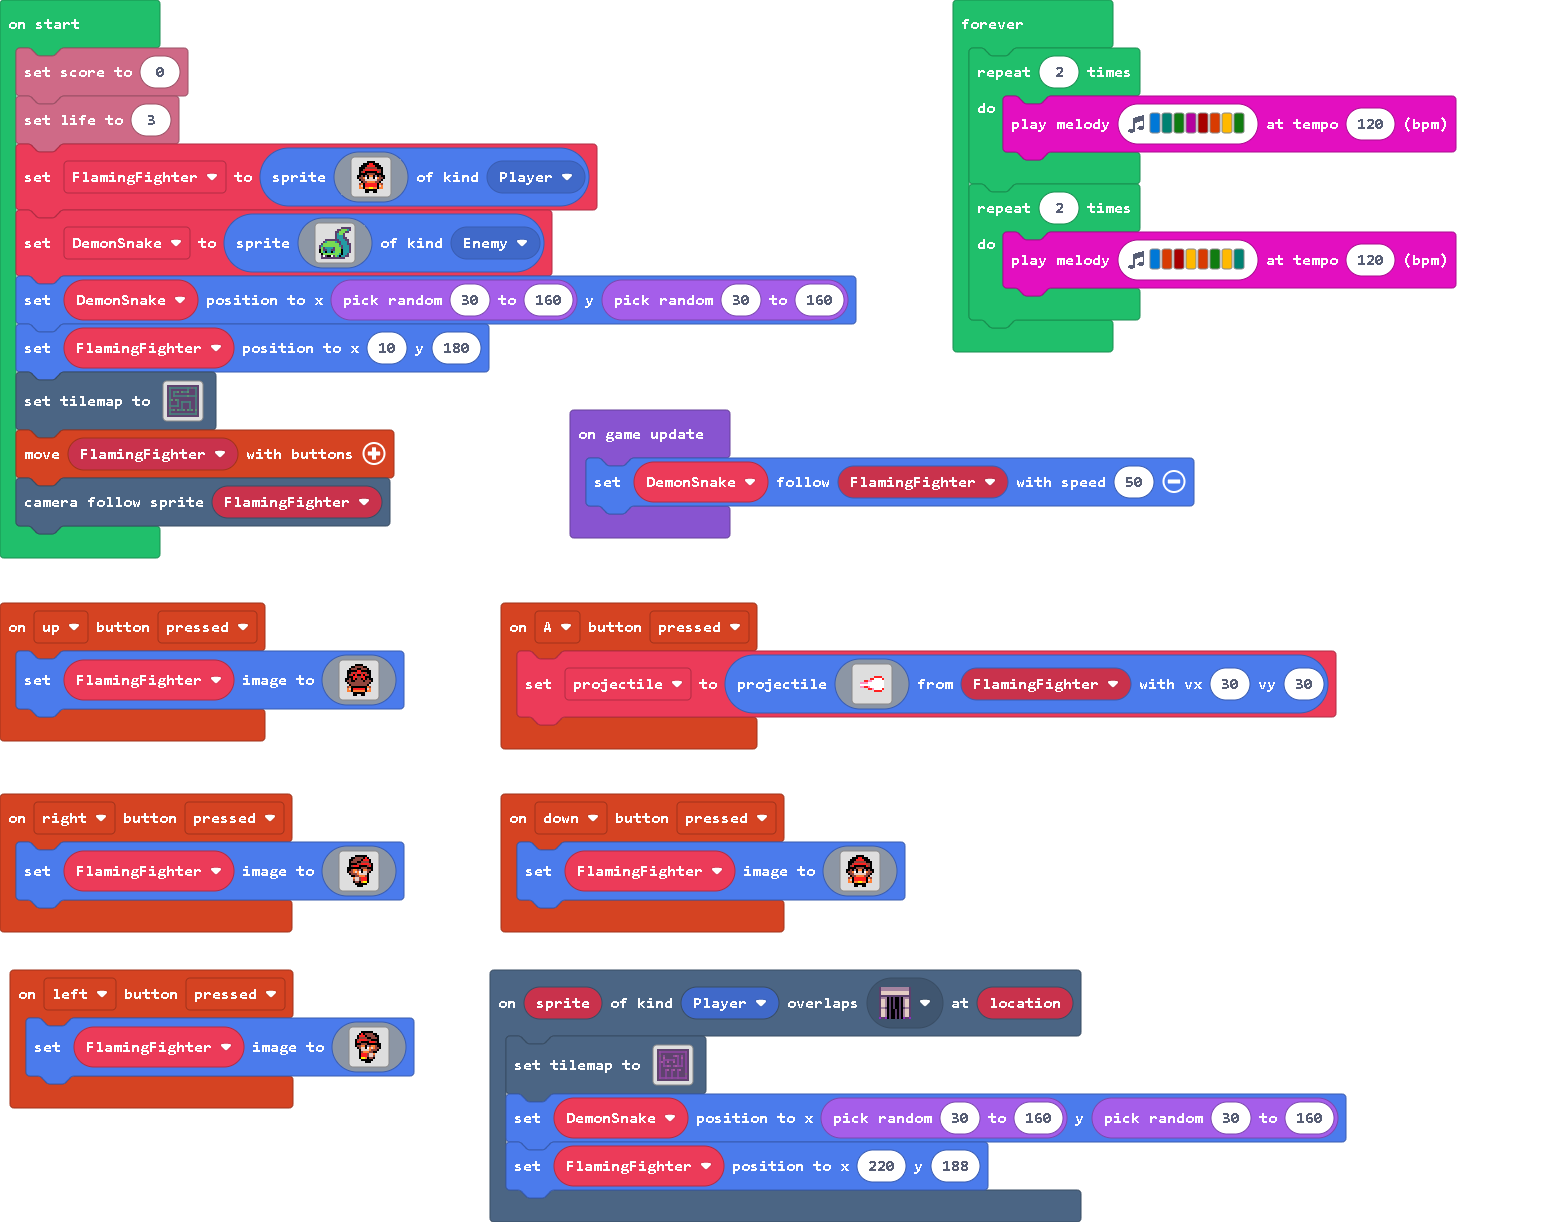 on start
set score to 0
set life to 3
set FlamingFighter to sprite of kind Player
set DemonSnake to sprite of kind Enemy
set DemonSnake position to x pick random 30 to 160 y pick random 30 to 160
set FlamingFighter position to x 10 y 180
set tilemap to
move FlamingFighter with buttons
camera follow sprite FlamingFighter
forever
repeat 2 times
do play melody at tempo 120 (bpm)
repeat 2 times
do play melody at tempo 120 (bpm)
on game update
set DemonSnake follow FlamingFighter with speed 50
on up button pressed
set FlamingFighter image to
on A button pressed
set projectile to projectile from FlamingFighter with vx 30 vy 30
on right button pressed
set FlamingFighter image to
on down button pressed
set FlamingFighter image to
on left button pressed
set FlamingFighter image to
on sprite of kind Player overlaps at location
set tilemap to
set DemonSnake position to x pick random 30 to 160 y pick random 30 to 160
set FlamingFighter position to x 220 y 188